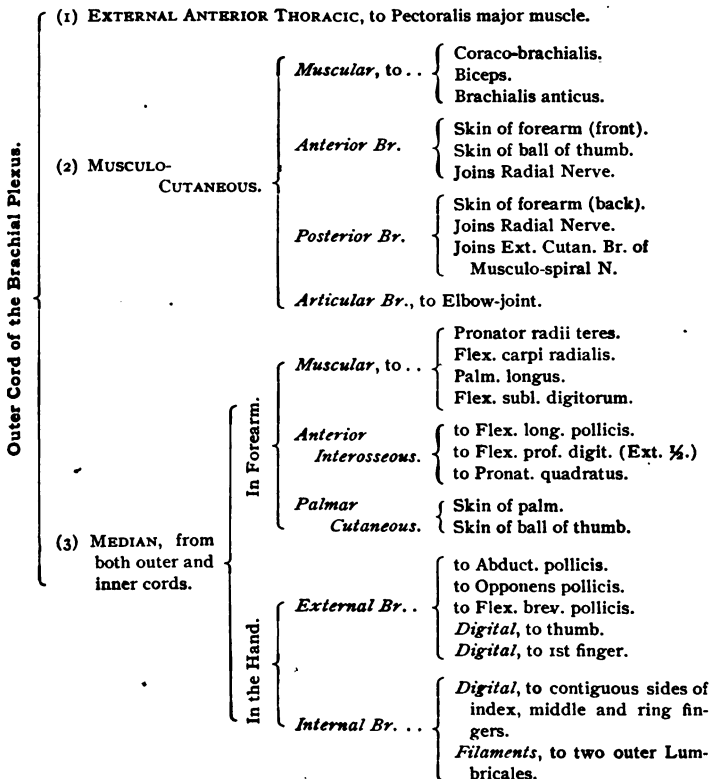 Outer Cord of the Brachial Plexus.
(1) EXTERNAL ANTERIOR THORACIC, to Pectoralis major muscle.
(2) MUSCULO-
CUTANEOUS.
Muscular, to ..
Coraco-brachialis.
Biceps.
Brachialis anticus.
Anterior Br.
Skin of forearm (front).
Skin of ball of thumb.
Joins Radial Nerve.
Posterior Br.
Skin of forearm (back).
Joins Radial Nerve.
Joins Ext. Cutan. Br. of
Musculo-spiral N.
Articular Br., to Elbow-joint.
(3) MEDIAN, from
both outer and
inner cords.
In Forearm.
Muscular, to ..
Pronator radii teres.
Flex. carpi radialis.
Palm. longus.
Flex. subl. digitorum.
Anterior
Interosseous.
to Flex. long. pollicis.
to Flex. prof. digit. (Ext. ½.)
to Pronat. quadratus.
Palmar
Cutaneous.
Skin of palm.
Skin of ball of thumb.
In the Hand.
External Br. .
to Abduct. pollicis.
to Opponens pollicis.
to Flex. brev. pollicis.
Digital, to thumb.
Digital, to 1st finger.
Internal Br. . .
Digital, to contiguous sides of
index, middle and ring fin-
gers.
Filaments, to two outer Lum-
bricales.